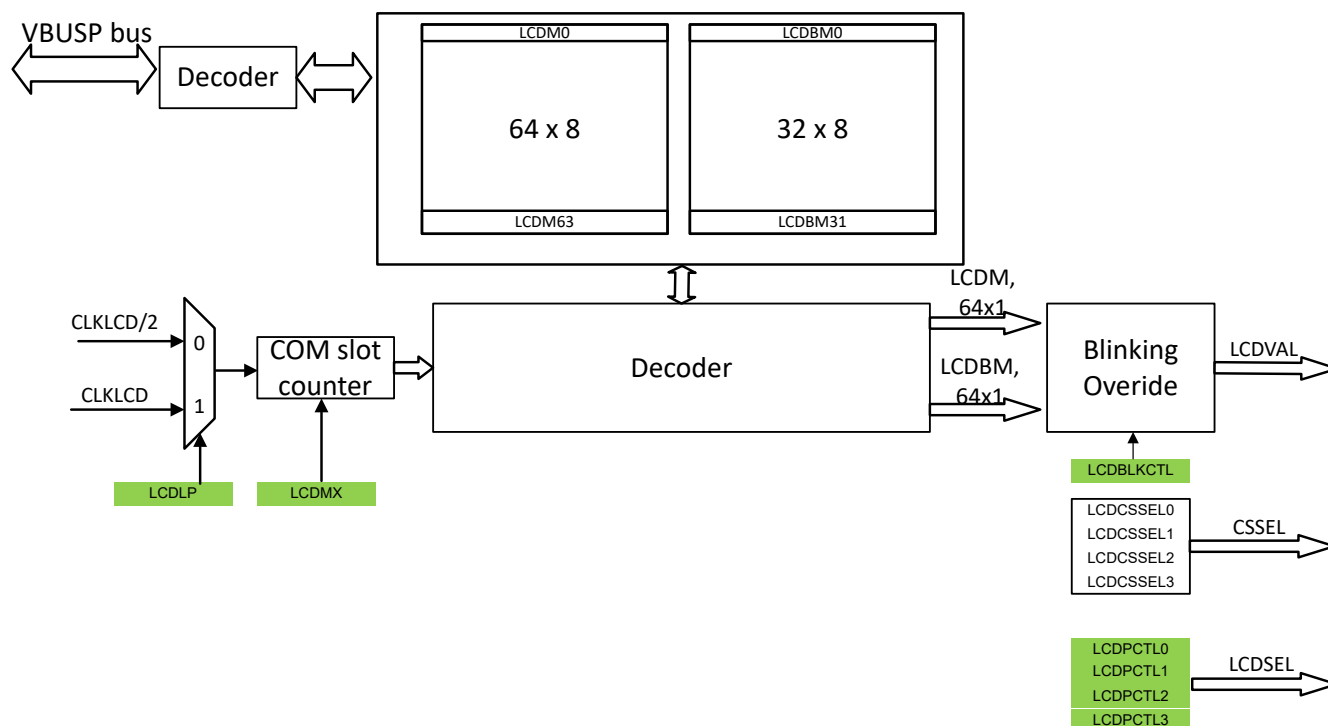 VBUSP bus
Decoder
LCDM0
LCDBM0
64 x 8
32 x 8
LCDM63
LCDBM31
LCDM,
64x1
CLKLCD/2
0
COM slot
counter
Decoder
Blinking
Overide
LCDVAL
LCDBM,
64x1
CLKLCD
1
LCDLP
LCDMX
LCDBLKCTL
LCDCSSEL0
LCDCSSEL1
LCDCSSEL2
LCDCSSEL3
CSSEL
LCDPCTL0
LCDPCTL1
LCDPCTL2
LCDPCTL3
LCDSEL